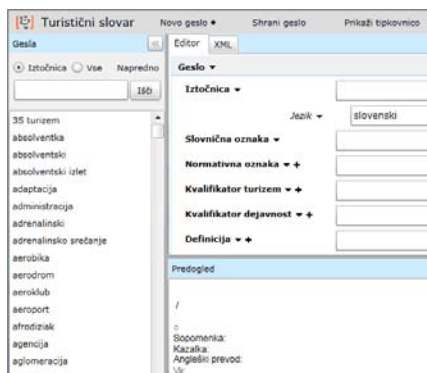 Turistični slovar Novo geslo Shrani geslo Prikaži tipkovnico
Gesla
Editor XML
Iztočnica Vse Napredno
Išči
Geslo
Iztočnica
Jezik slovenski
Slovnična oznaka
Normativna oznaka +
Kvalifikator turizem +
Kvalifikator dejavnost +
Definicija +
35 turizem
absolventka
absolventski
absolventski izlet
adaptacija
administracija
adrenalinski
adrenalinsko srečanje
aerobika
aerodrom
aeroklub
aeroport
afrodiziak
agencija
aglomeracija
Predogled
/
Sopomenka:
Kazalka:
Angleški prevod:
Vir: